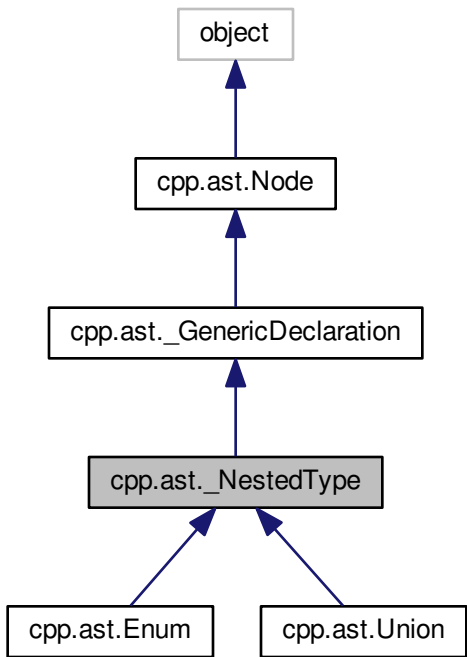 object
cpp.ast.Node
cpp.ast._GenericDeclaration
cpp.ast._NestedType
cpp.ast.Enum
cpp.ast.Union